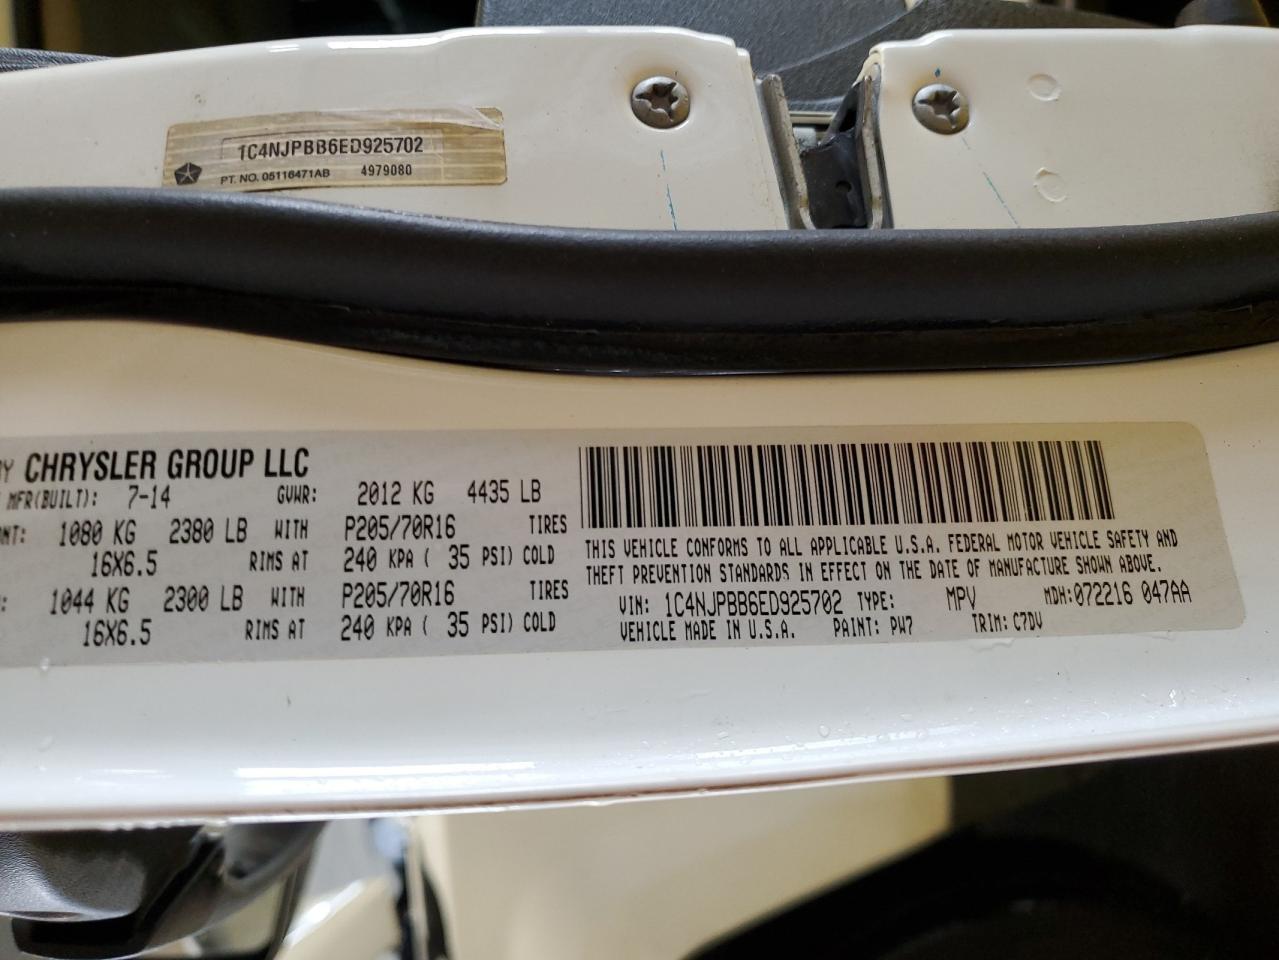 1C4NJPBB6ED925702
PT. NO. 05116471AB 4979080
CHRYSLER GROUP LLC
MFR(BUILT): 7-14 GVWR: 2012 KG 4435 LB
1080 KG 2380 LB WITH P205/70R16 TIRES
16X6.5 RIMS AT 240 KPA ( 35 PSI) COLD
1044 KG 2300 LB WITH P205/70R16 TIRES
16X6.5 RIMS AT 240 KPA ( 35 PSI) COLD
THIS VEHICLE CONFORMS TO ALL APPLICABLE U.S.A. FEDERAL MOTOR VEHICLE SAFETY AND
THEFT PREVENTION STANDARDS IN EFFECT ON THE DATE OF MANUFACTURE SHOWN ABOVE.
VIN: 1C4NJPBB6ED925702 TYPE: MPV MDH:072216 047AA
VEHICLE MADE IN U.S.A. PAINT: PW7 TRIM: C7DV